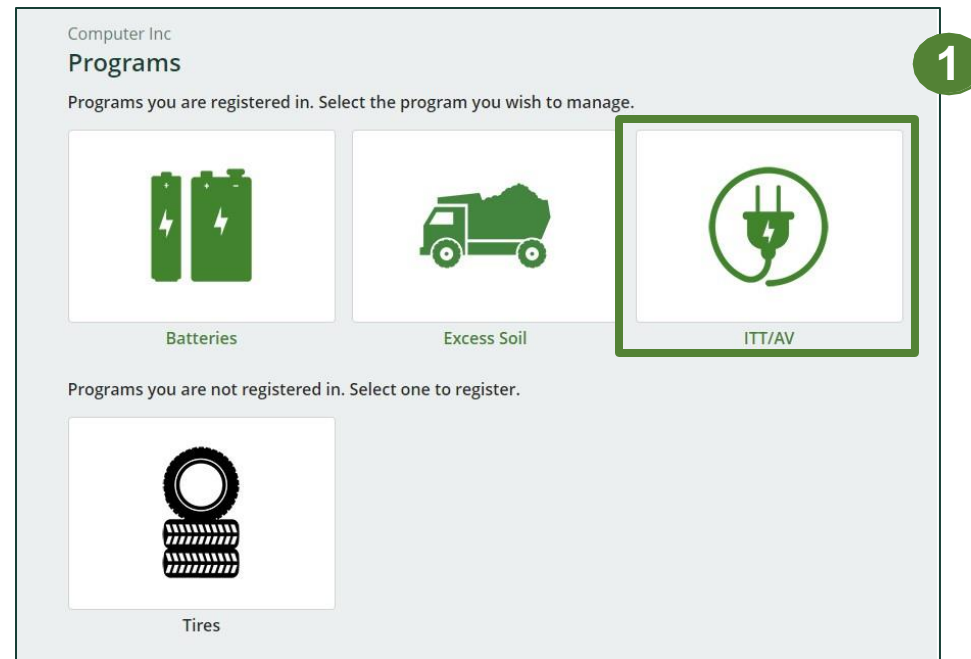 Computer Inc
Programs
1
Programs you are registered in. Select the program you wish to manage.
Batteries
Excess Soil
ITT/AV
Programs you are not registered in. Select one to register.
Tires